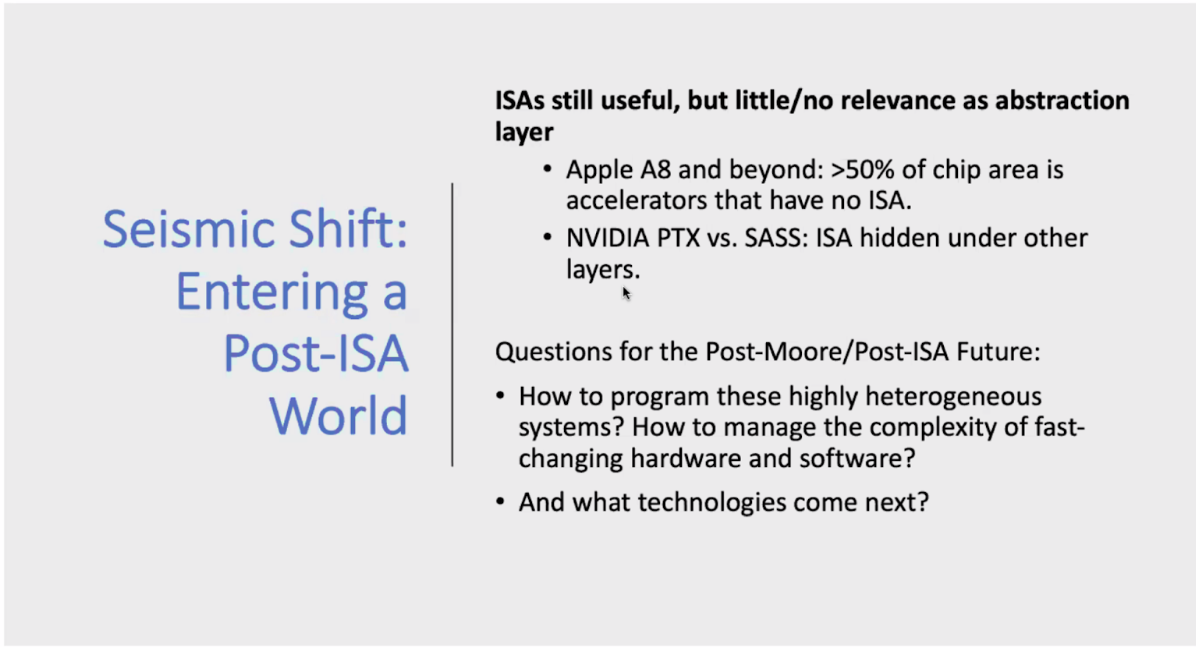 Seismic Shift:
Entering a
Post-ISA
World
ISAs still useful, but little/no relevance as abstraction
layer
• Apple A8 and beyond: >50% of chip area is
accelerators that have no ISA.
• NVIDIA PTX vs. SASS: ISA hidden under other
layers.
Questions for the Post-Moore/Post-ISA Future:
• How to program these highly heterogeneous
systems? How to manage the complexity of fast-
changing hardware and software?
• And what technologies come next?